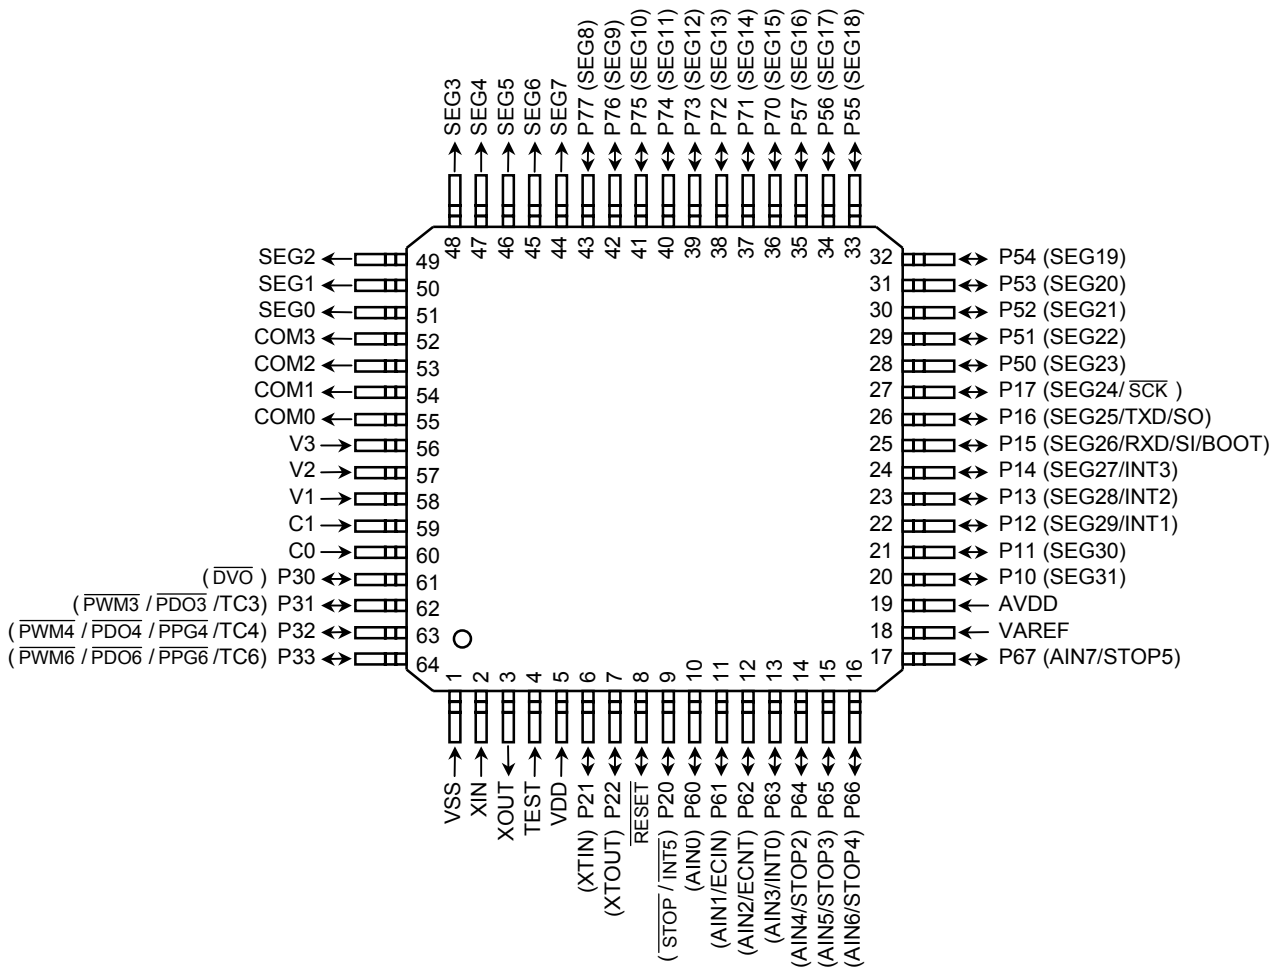 SEG3
SEG4
SEG5
SEG6
SEG7
P77 (SEG8)
P76 (SEG9)
P75 (SEG10)
P74 (SEG11)
P73 (SEG12)
P72 (SEG13)
P71 (SEG14)
P70 (SEG15)
P57 (SEG16)
P56 (SEG17)
P55 (SEG18)
48
47
46
45
44
43
42
41
40
39
38
37
36
35
34
33
SEG2 49
SEG1 50
SEG0 51
COM3 52
COM2 53
COM1 54
COM0 55
V3 56
V2 57
V1 58
C1 59
C0 60
(DVO) P30 61
(PWM3 / PDO3 /TC3) P31 62
(PWM4 / PDO4 / PPG4 /TC4) P32 63
(PWM6 / PDO6 / PPG6 /TC6) P33 64
32 P54 (SEG19)
31 P53 (SEG20)
30 P52 (SEG21)
29 P51 (SEG22)
28 P50 (SEG23)
27 P17 (SEG24/ SCK )
26 P16 (SEG25/TXD/SO)
25 P15 (SEG26/RXD/SI/BOOT)
24 P14 (SEG27/INT3)
23 P13 (SEG28/INT2)
22 P12 (SEG29/INT1)
21 P11 (SEG30)
20 P10 (SEG31)
19 AVDD
18 VAREF
17 P67 (AIN7/STOP5)
1
2
3
4
5
6
7
8
9
10
11
12
13
14
15
16
VSS
XIN
XOUT
TEST
VDD
(XTIN) P21
(XTOUT) P22
RESET
(STOP / INT5) P20
(AIN0) P60
(AIN1/ECIN) P61
(AIN2/ECNT) P62
(AIN3/INT0) P63
(AIN4/STOP2) P64
(AIN5/STOP3) P65
(AIN6/STOP4) P66